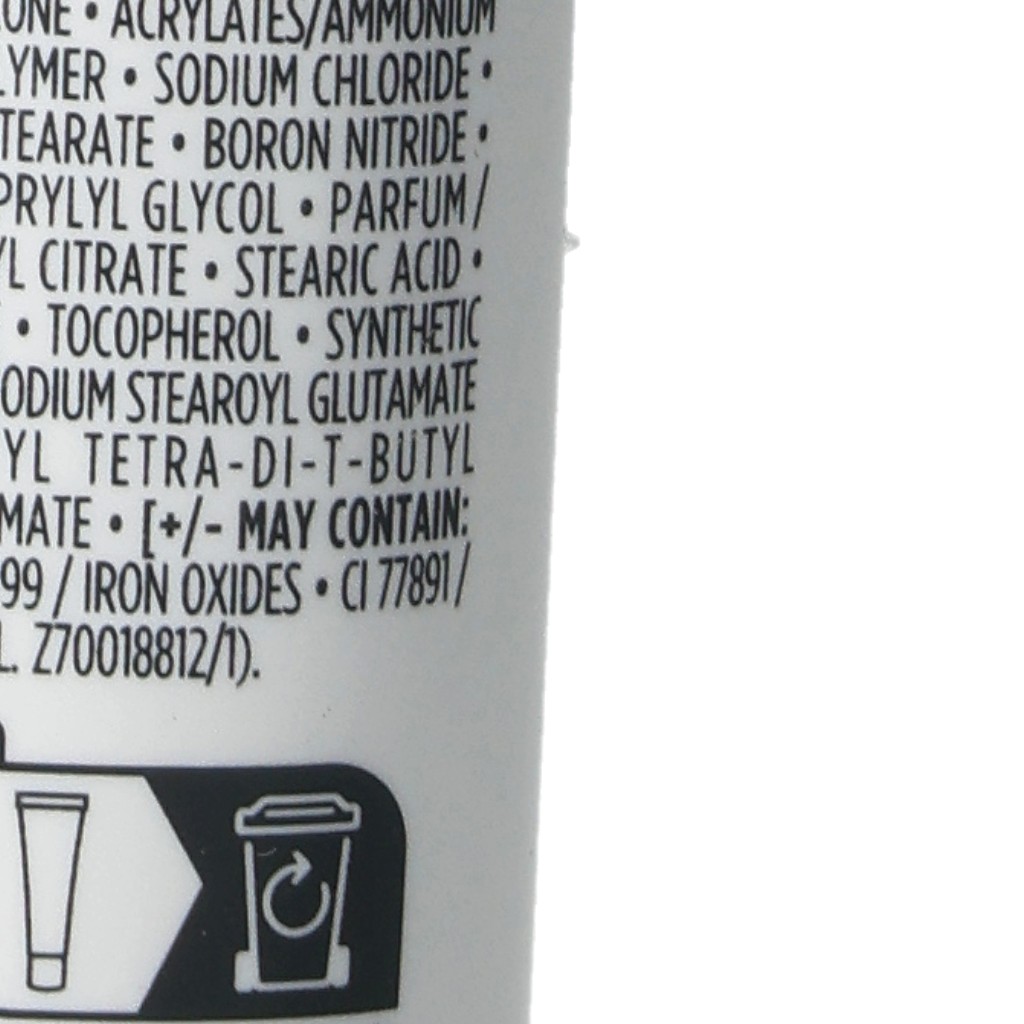 ONE • ACRYLATES/AMMONIUM
LYMER • SODIUM CHLORIDE •
TEARATE • BORON NITRIDE •
PRYLYL GLYCOL • PARFUM /
YL CITRATE • STEARIC ACID •
• TOCOPHEROL • SYNTHETIC
ODIUM STEAROYL GLUTAMATE
YL TETRA-DI-T-BUTYL
MATE • [+/- MAY CONTAIN:
99 / IRON OXIDES • CI 77891 /
L. Z70018812/1).